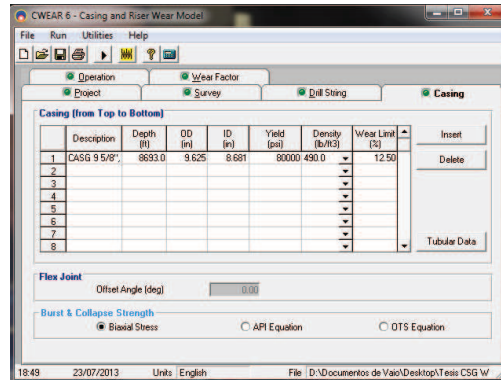 CWEAR 6 - Casing and Riser Wear Model
File Run Utilities Help
Operation Wear Factor
Project Survey Drill String Casing
Casing (from Top to Bottom)
Description Depth (ft) OD (in) ID (in) Yield (psi) Density (lb/ft3) Wear Limit (%)
1 CASG 9 5/8", 8693.0 9.625 8.681 80000 490.0 12.50
2
3
4
5
6
7
8
Insert
Delete
Tubular Data
Flex Joint
Offset Angle (deg) 0.00
Burst & Collapse Strength
Biaxial Stress API Equation OTS Equation
18:49 23/07/2013 Units English File D:\Documentos de Vaio\Desktop\Tesis CSG W